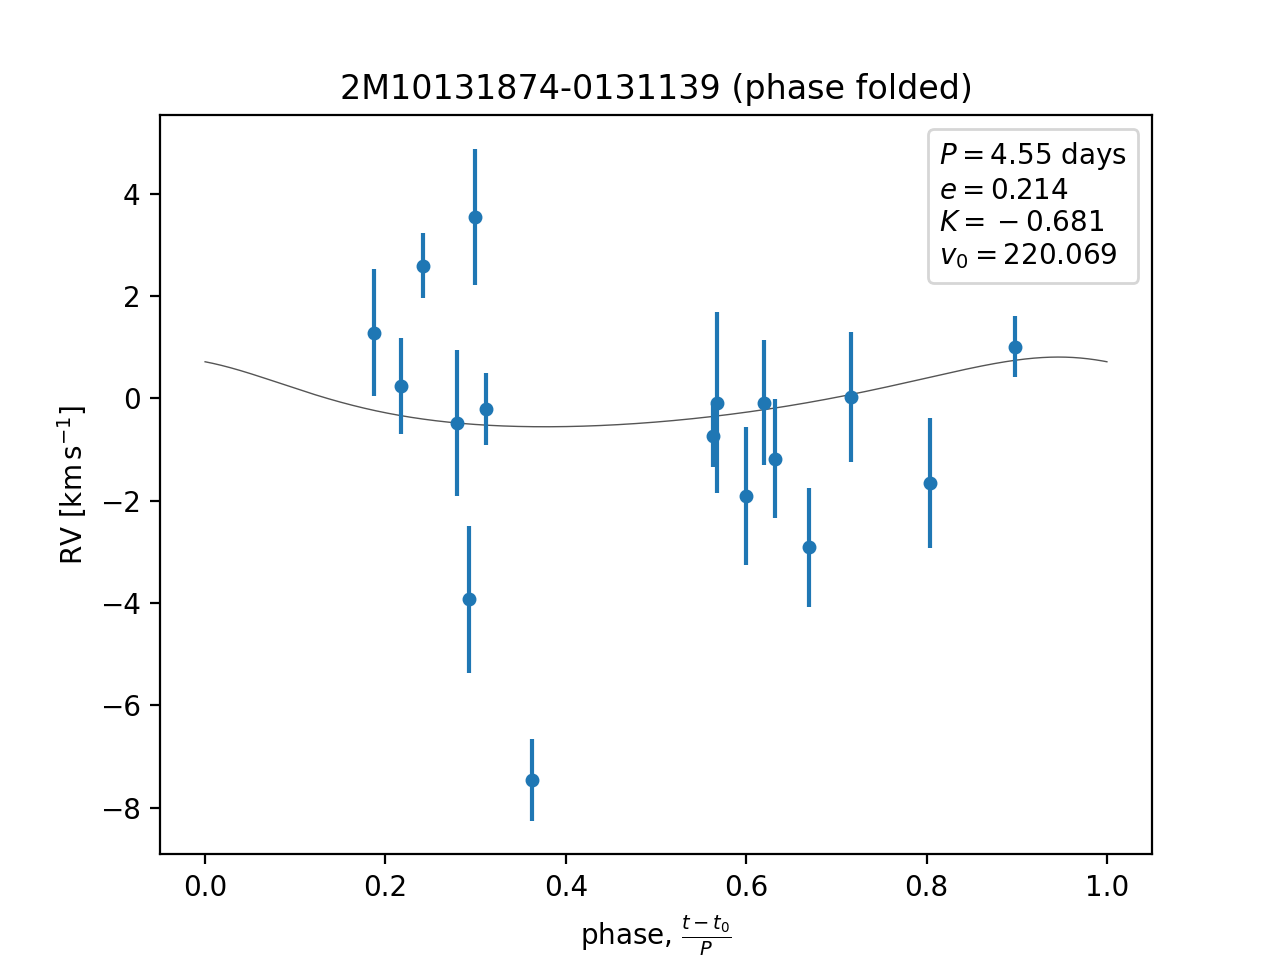 2M10131874-0131139 (phase folded)
P = 4.55 days
e = 0.214
K = −0.681
v₀ = 220.069
RV [km s⁻¹]
4
2
0
−2
−4
−6
−8
0.0 0.2 0.4 0.6 0.8 1.0
phase, (t − t₀)/P